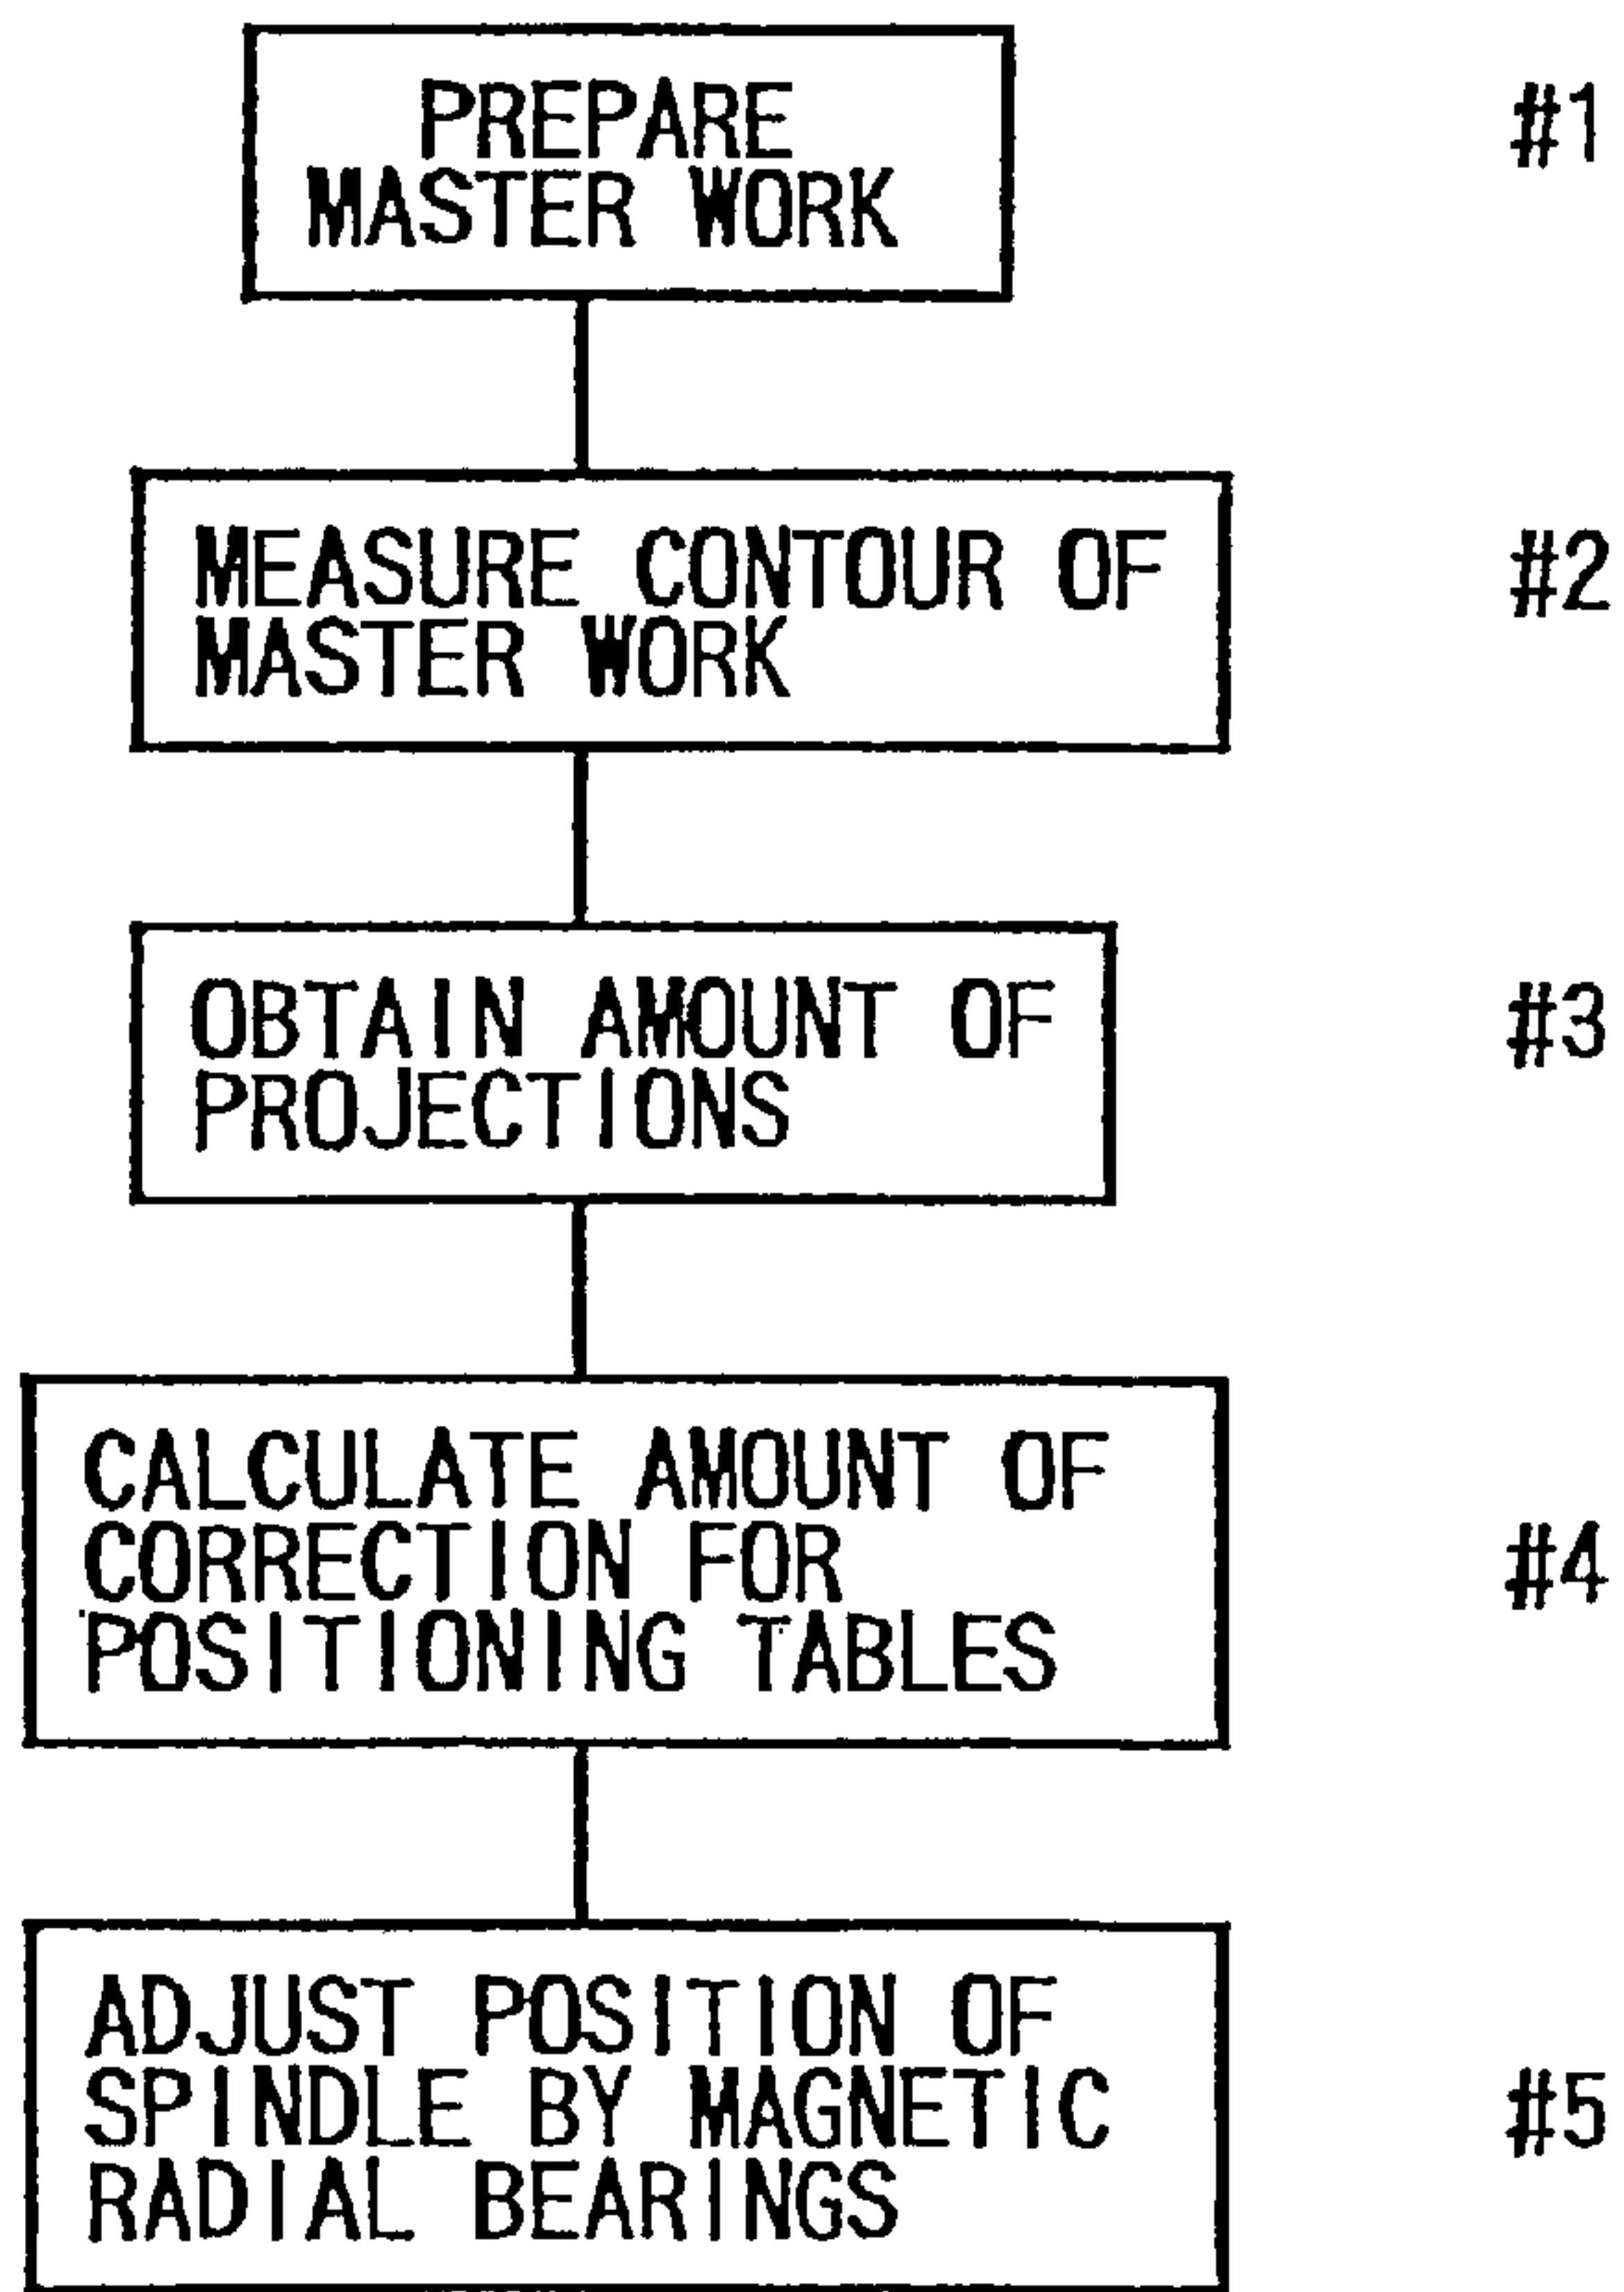 PREPARE
MASTER WORK
#1
MEASURE CONTOUR OF
MASTER WORK
#2
OBTAIN AMOUNT OF
PROJECTIONS
#3
CALCULATE AMOUNT OF
CORRECTION FOR
POSITIONING TABLES
#4
ADJUST POSITION OF
SPINDLE BY MAGNETIC
RADIAL BEARINGS
#5